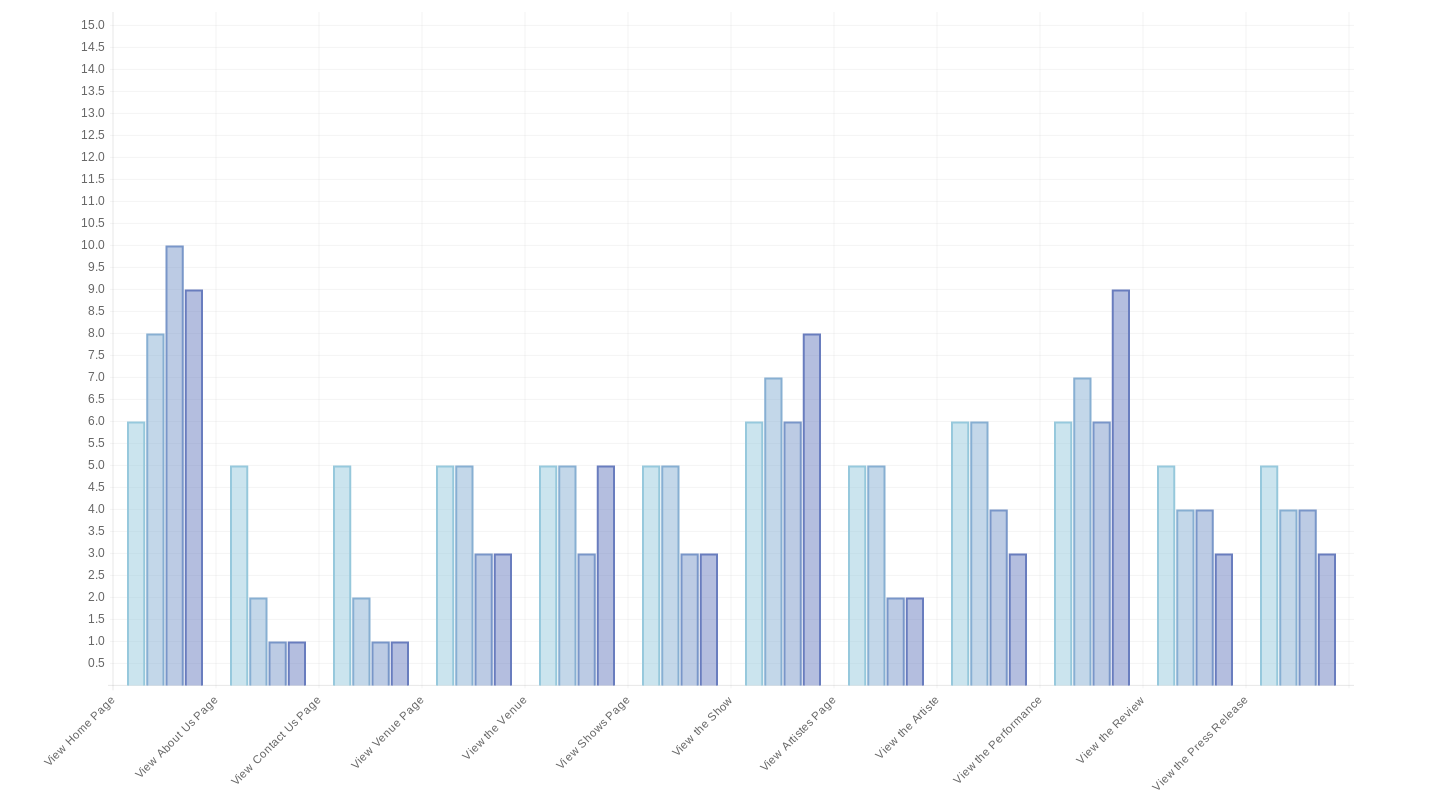 15.0
14.5
14.0
13.5
13.0
12.5
12.0
11.5
11.0
10.5
10.0
9.5
9.0
8.5
8.0
7.5
7.0
6.5
6.0
5.5
5.0
4.5
4.0
3.5
3.0
2.5
2.0
1.5
1.0
0.5
View Home Page
View About Us Page
View Contact Us Page
View Venue Page
View the Venue
View Shows Page
View the Show
View Artistes Page
View the Artiste
View the Performance
View the Review
View the Press Release